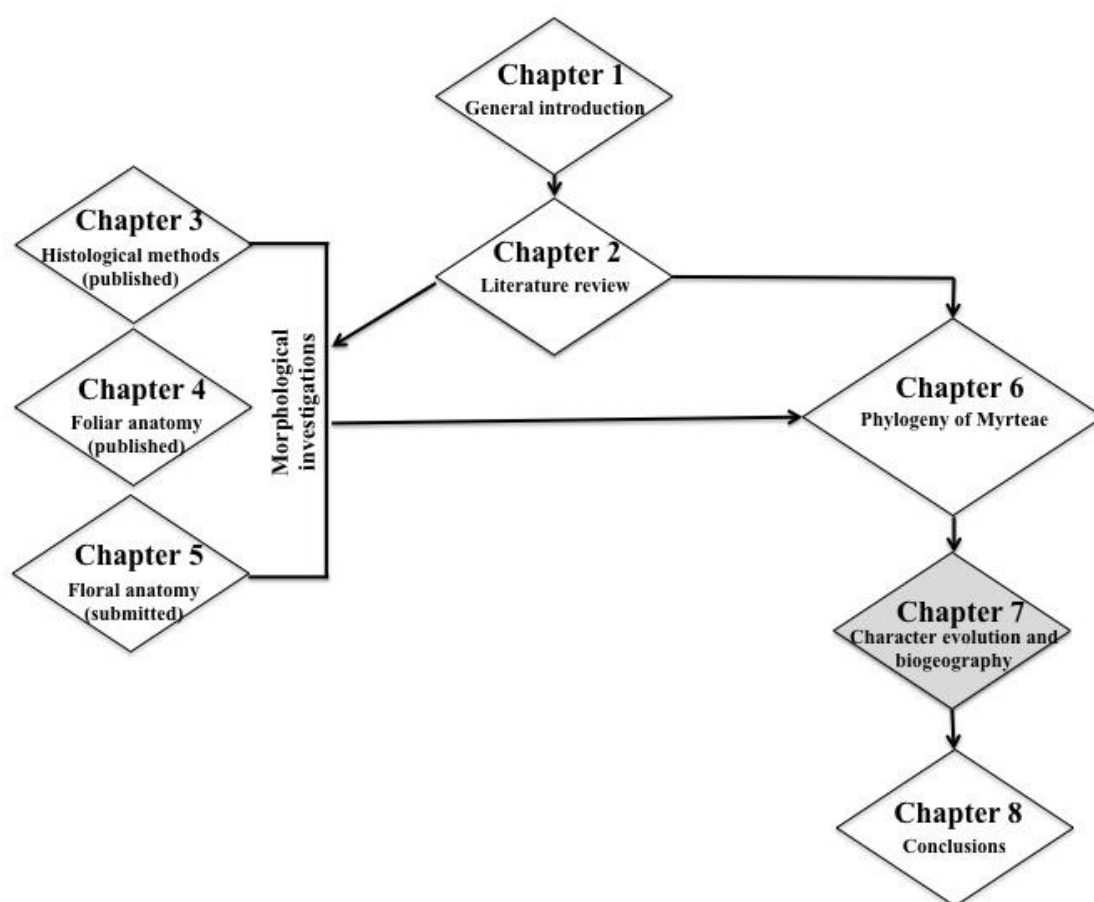 Chapter 1
General introduction
Chapter 2
Literature review
Chapter 3
Histological methods
(published)
Chapter 4
Foliar anatomy
(published)
Chapter 5
Floral anatomy
(submitted)
Morphological
investigations
Chapter 6
Phylogeny of Myrteae
Chapter 7
Character evolution and
biogeography
Chapter 8
Conclusions